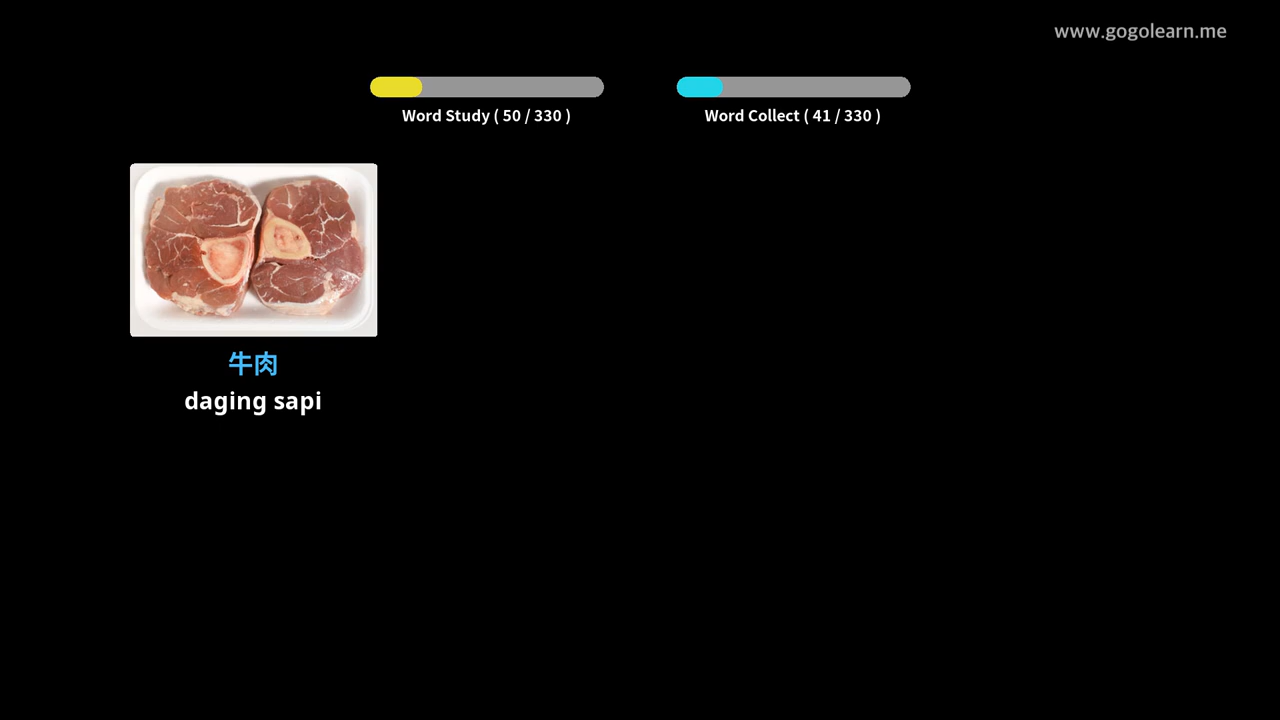 www.gogolearn.me
Word Study ( 50 / 330 )
Word Collect ( 41 / 330 )
牛肉
daging sapi